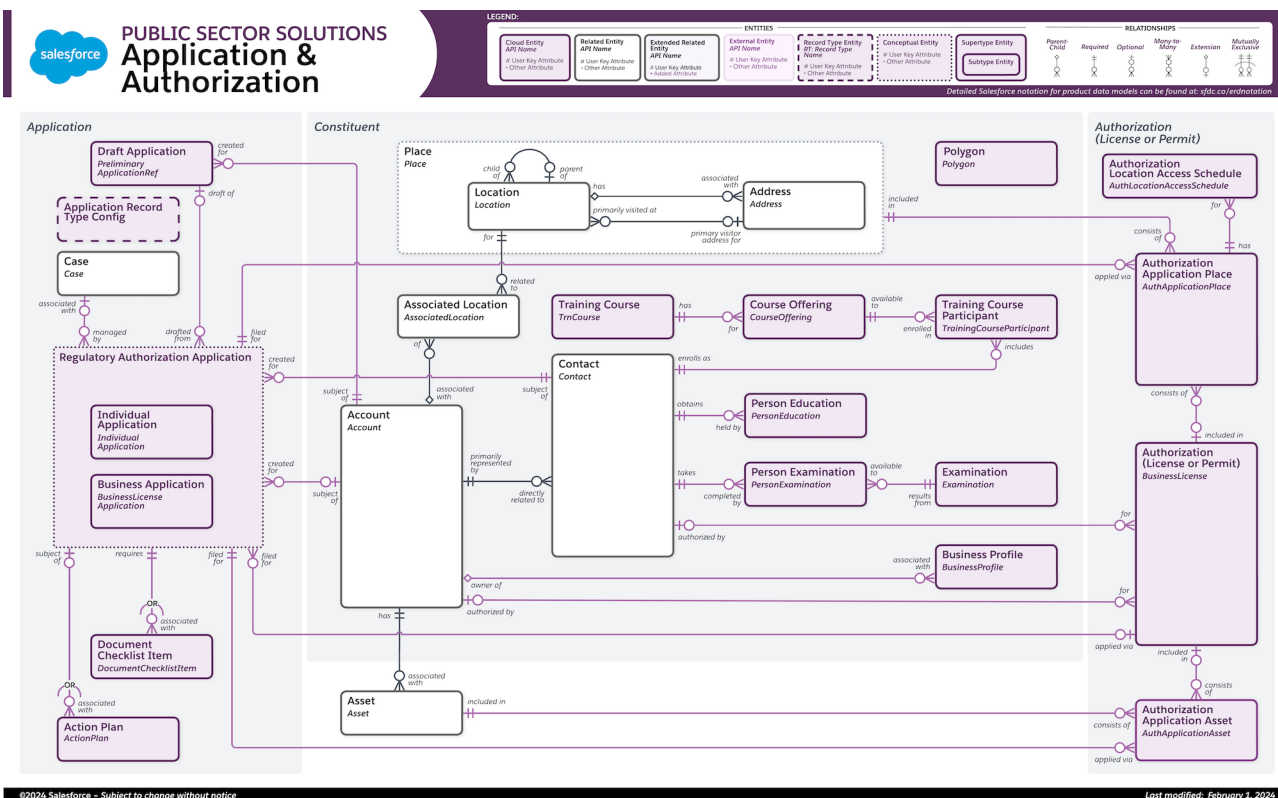 salesforce
PUBLIC SECTOR SOLUTIONS
Application &
Authorization
LEGEND:
ENTITIES
Cloud Entity
API Name
# User Key Attribute
• Other Attribute
Related Entity
API Name
# User Key Attribute
• Other Attribute
Extended Related
Entity
API Name
# User Key Attribute
• Added Attribute
External Entity
API Name
# User Key Attribute
• Other Attribute
Record Type Entity
RT: Record Type
Name
# User Key Attribute
• Other Attribute
Conceptual Entity
# User Key Attribute
• Other Attribute
Supertype Entity
Subtype Entity
RELATIONSHIPS
Parent-
Child
Required
Optional
Many-to-
Many
Extension
Mutually
Exclusive
Detailed Salesforce notation for product data models can be found at: sfdc.co/erdnotation
Application
Draft Application
Preliminary
ApplicationRef
created
for
draft of
Application Record
Type Config
Case
Case
associated
with
managed
by
drafted
from
filed
for
Regulatory Authorization Application
Individual
Application
Individual
Application
Business Application
BusinessLicense
Application
created
for
created
for
subject
of
requires
filed
for
filed
for
OR
associated
with
Document
Checklist Item
DocumentChecklistItem
OR
associated
with
Action Plan
ActionPlan
Constituent
Place
Place
child
of
parent
of
Location
Location
has
associated
with
primarily visited at
primary visitor
address for
Address
Address
for
related
to
Associated Location
AssociatedLocation
of
associated
with
subject
of
Account
Account
subject
of
primarily
represented
by
directly
related to
subject
of
Contact
Contact
Training Course
TrnCourse
has
for
Course Offering
CourseOffering
available
to
enrolled
in
Training Course
Participant
TrainingCourseParticipant
includes
enrolls as
obtains
held by
Person Education
PersonEducation
takes
completed
by
Person Examination
PersonExamination
available
to
results
from
Examination
Examination
authorized by
associated
with
Business Profile
BusinessProfile
owner of
authorized by
has
associated
with
Asset
Asset
included in
Polygon
Polygon
included
in
Authorization
(License or Permit)
Authorization
Location Access Schedule
AuthLocationAccessSchedule
for
has
consists
of
appled via
Authorization
Application Place
AuthApplicationPlace
consists of
included in
Authorization
(License or Permit)
BusinessLicense
for
for
applied via
included
in
consists
of
Authorization
Application Asset
AuthApplicationAsset
consists of
applied via
©2024 Salesforce – Subject to change without notice
Last modified: February 1, 2024